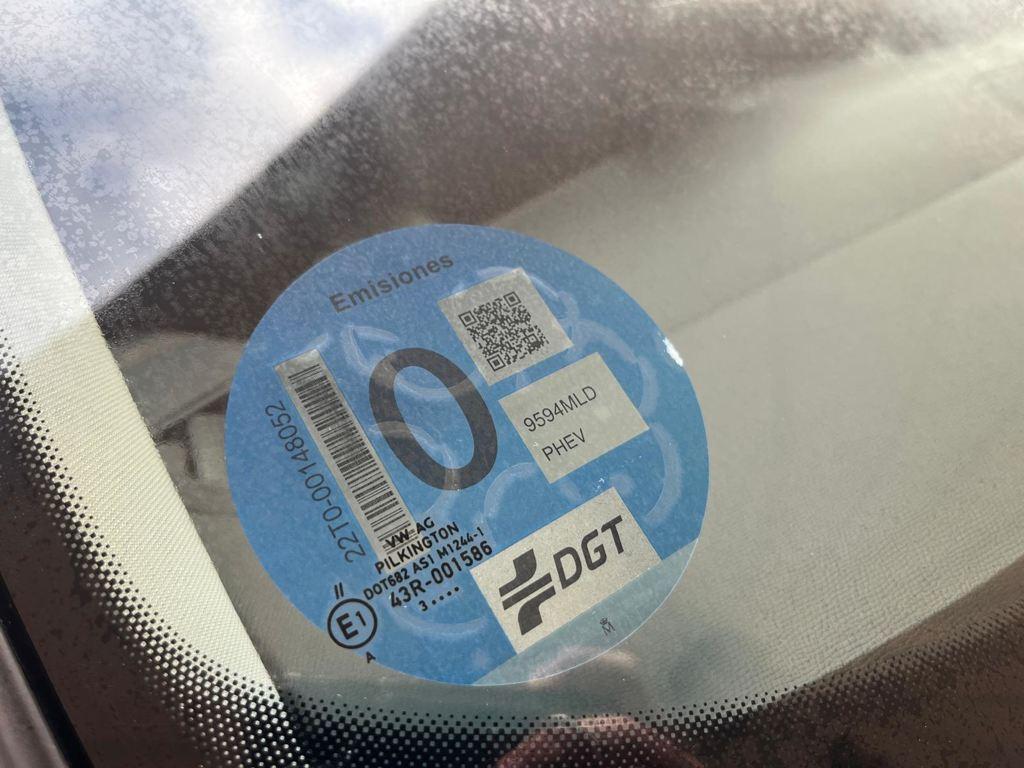 Emisiones
0
9594MLD
PHEV
22T0-00148052
DGT
M
VW AG
PILKINGTON
DOT682 AS1 M1244-1
43R-001586
3....
//
E1
A